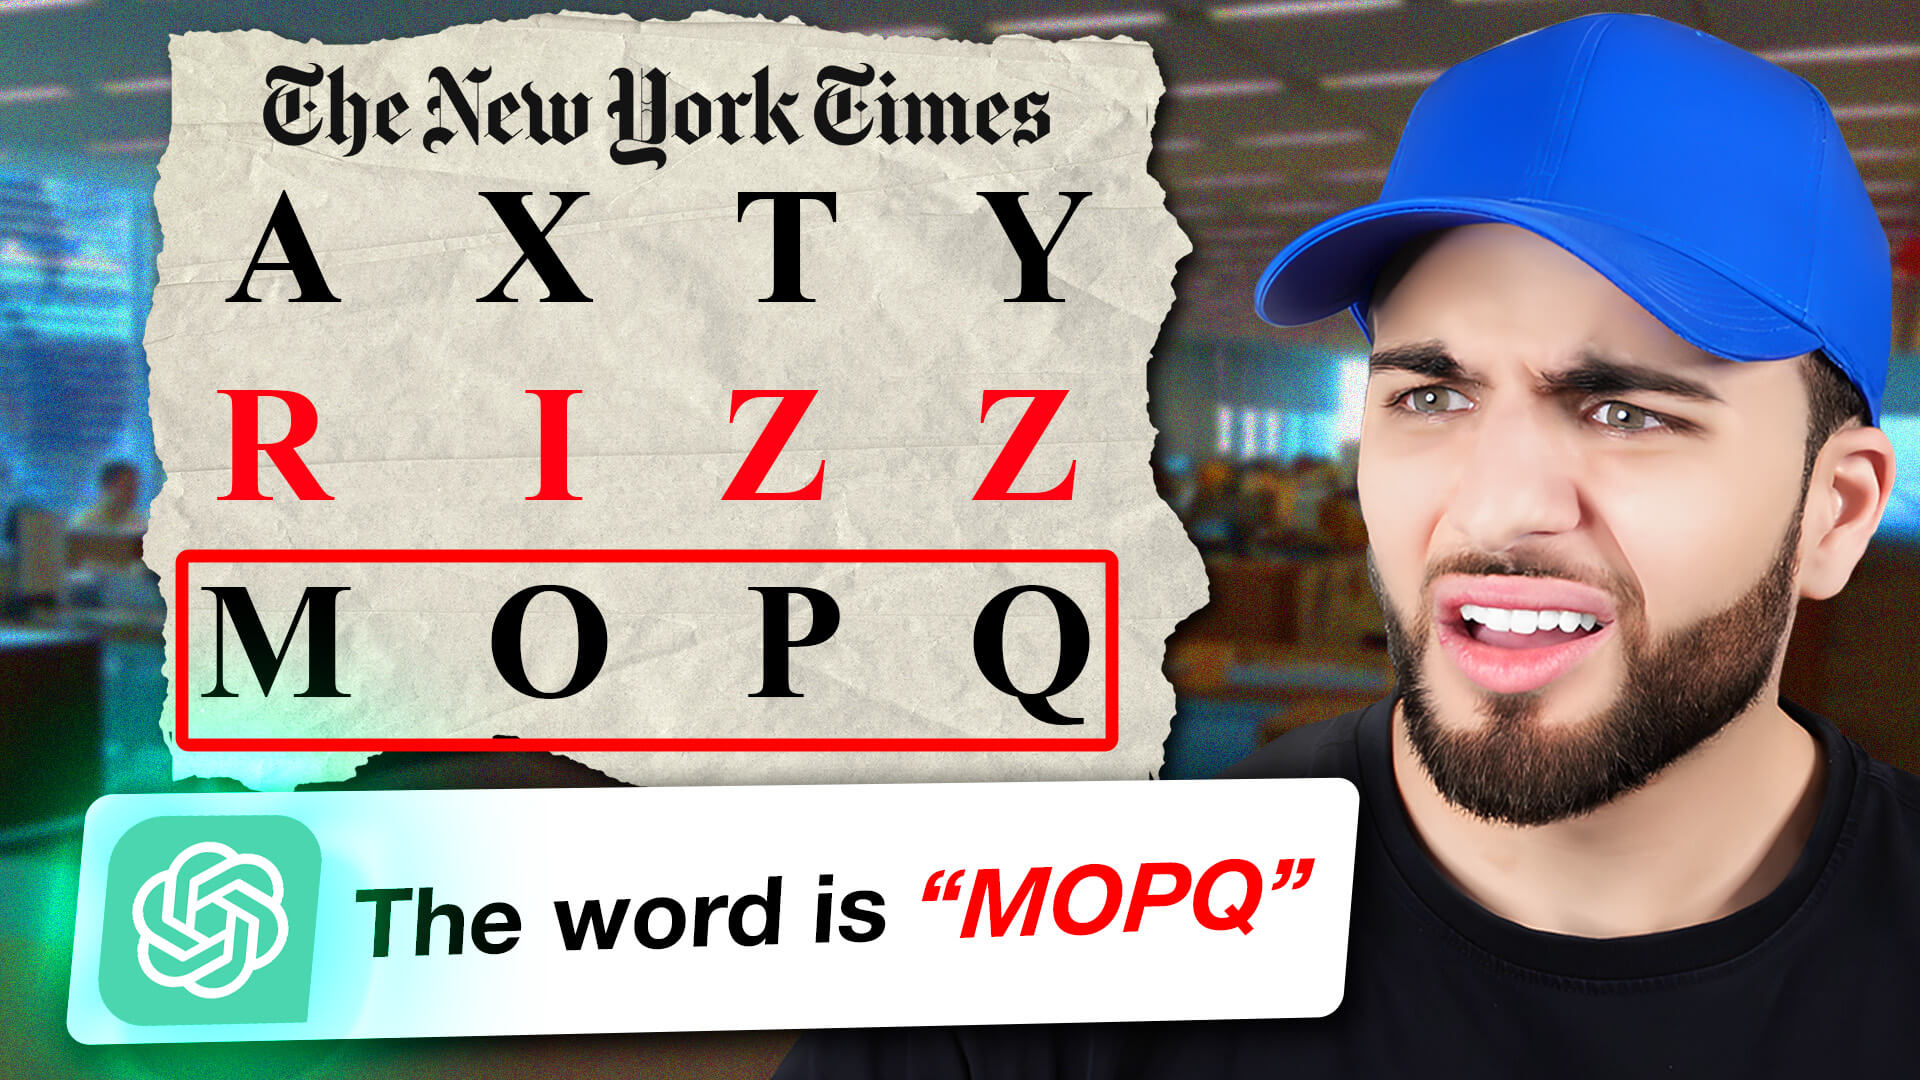 The New York Times
A X T Y
R I Z Z
M O P Q
The word is “MOPQ”